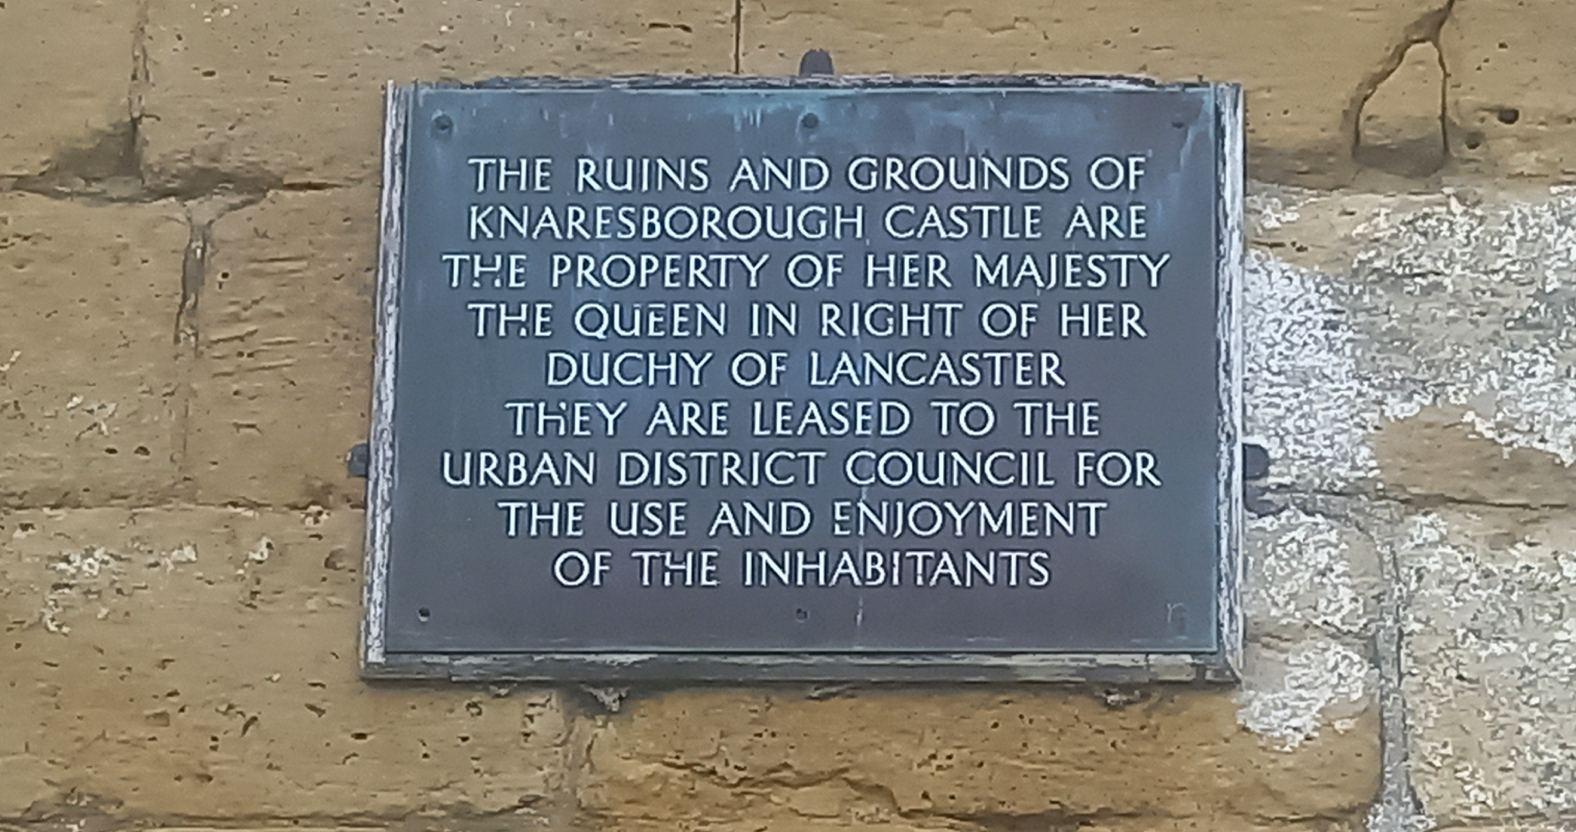 THE RUINS AND GROUNDS OF
KNARESBOROUGH CASTLE ARE
THE PROPERTY OF HER MAJESTY
THE QUEEN IN RIGHT OF HER
DUCHY OF LANCASTER
THEY ARE LEASED TO THE
URBAN DISTRICT COUNCIL FOR
THE USE AND ENJOYMENT
OF THE INHABITANTS